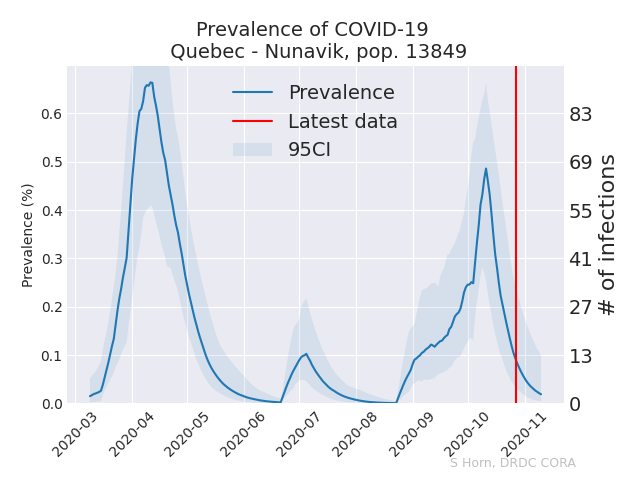 Prevalence of COVID-19
Quebec - Nunavik, pop. 13849
Prevalence
Latest data
95CI
Prevalence (%)
0.6
0.5
0.4
0.3
0.2
0.1
0.0
83
69
55
41
27
13
0
# of infections
2020-03
2020-04
2020-05
2020-06
2020-07
2020-08
2020-09
2020-10
2020-11
S Horn, DRDC CORA